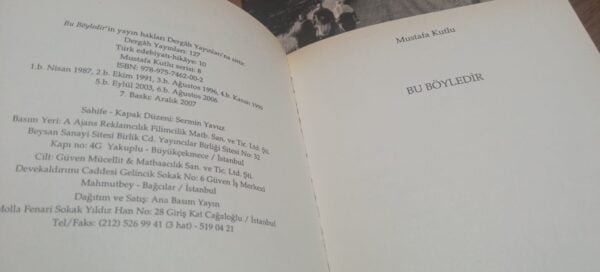 Bu Böyledir'in yayın hakları Dergâh Yayınları'na aittir.
Dergâh Yayınları: 127
Türk edebiyatı-hikâye: 10
Mustafa Kutlu serisi: 8
ISBN: 978-975-7462-00-2
1.b. Nisan 1987, 2.b. Ekim 1991, 3.b. Ağustos 1996, 4.b. Kasım 1999
5.b. Eylül 2003, 6.b. Ağustos 2006
7. Baskı: Aralık 2007
Sahife - Kapak Düzeni: Sermin Yavuz
Basım Yeri: A Ajans Reklamcılık Filimcilik Matb. San. ve Tic. Ltd. Şti.
Beysan Sanayi Sitesi Birlik Cd. Yayıncılar Birliği Sitesi No: 32
Kapı no: 4G Yakuplu - Büyükçekmece / İstanbul
Cilt: Güven Mücellit & Matbaacılık San. ve Tic. Ltd. Şti.
Devekaldırımı Caddesi Gelincik Sokak No: 6 Güven İş Merkezi
Mahmutbey - Bağcılar / İstanbul
Dağıtım ve Satış: Ana Basım Yayın
Molla Fenari Sokak Yıldız Han No: 28 Giriş Kat Cağaloğlu / İstanbul
Tel/Faks: (212) 526 99 41 (3 hat) - 519 04 21
Mustafa Kutlu
BU BÖYLEDİR